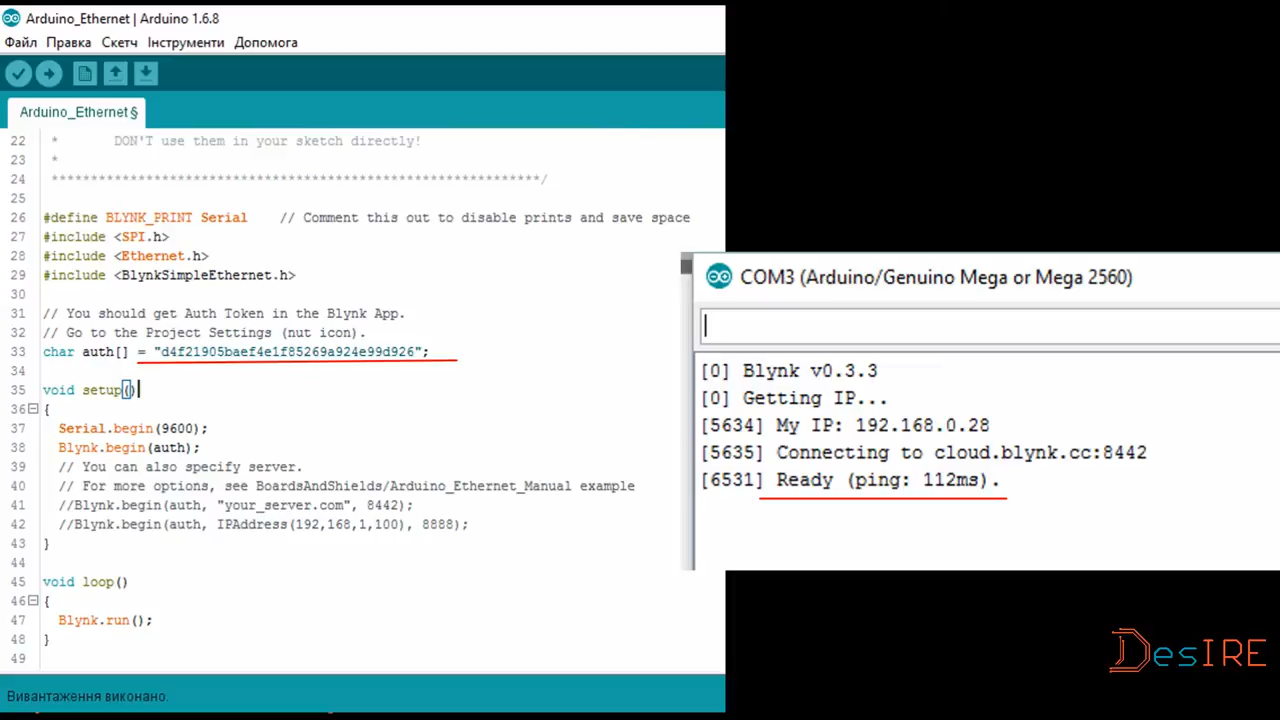 Arduino_Ethernet | Arduino 1.6.8
Файл Правка Скетч Інструменти Допомога
Arduino_Ethernet §
22 * DON'T use them in your sketch directly!
23 *
24 *************************************************************/
25
26 #define BLYNK_PRINT Serial // Comment this out to disable prints and save space
27 #include <SPI.h>
28 #include <Ethernet.h>
29 #include <BlynkSimpleEthernet.h>
30
31 // You should get Auth Token in the Blynk App.
32 // Go to the Project Settings (nut icon).
33 char auth[] = "d4f21905baef4e1f85269a924e99d926";
34
35 void setup()
36 {
37 Serial.begin(9600);
38 Blynk.begin(auth);
39 // You can also specify server.
40 // For more options, see BoardsAndShields/Arduino_Ethernet_Manual example
41 //Blynk.begin(auth, "your_server.com", 8442);
42 //Blynk.begin(auth, IPAddress(192,168,1,100), 8888);
43 }
44
45 void loop()
46 {
47 Blynk.run();
48 }
49
Вивантаження виконано.
COM3 (Arduino/Genuino Mega or Mega 2560)
[0] Blynk v0.3.3
[0] Getting IP...
[5634] My IP: 192.168.0.28
[5635] Connecting to cloud.blynk.cc:8442
[6531] Ready (ping: 112ms).
DesIRE